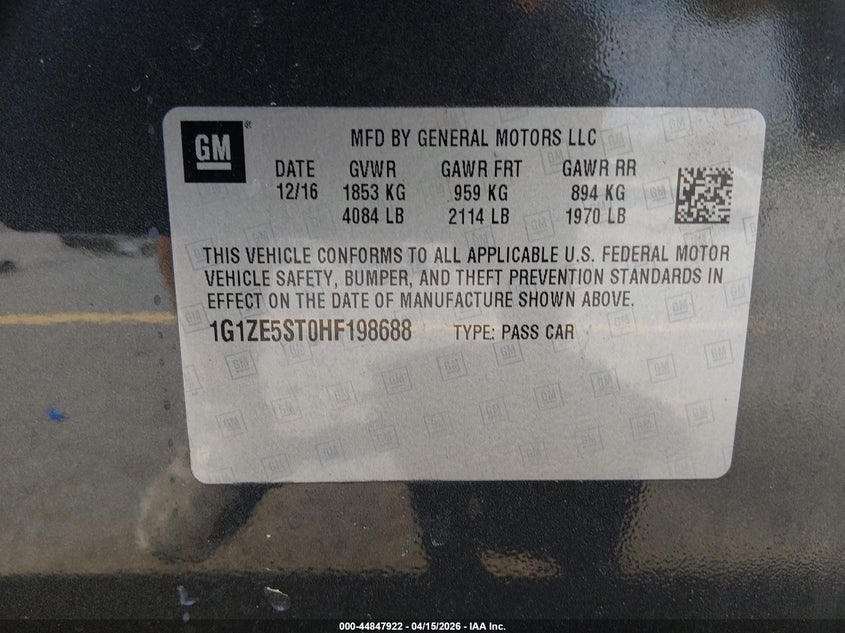 GM
MFD BY GENERAL MOTORS LLC
DATE GVWR GAWR FRT GAWR RR
12/16 1853 KG 959 KG 894 KG
4084 LB 2114 LB 1970 LB
THIS VEHICLE CONFORMS TO ALL APPLICABLE U.S. FEDERAL MOTOR
VEHICLE SAFETY, BUMPER, AND THEFT PREVENTION STANDARDS IN
EFFECT ON THE DATE OF MANUFACTURE SHOWN ABOVE.
1G1ZE5ST0HF198688 TYPE: PASS CAR
000-44847922 - 04/15/2026 - IAA Inc.